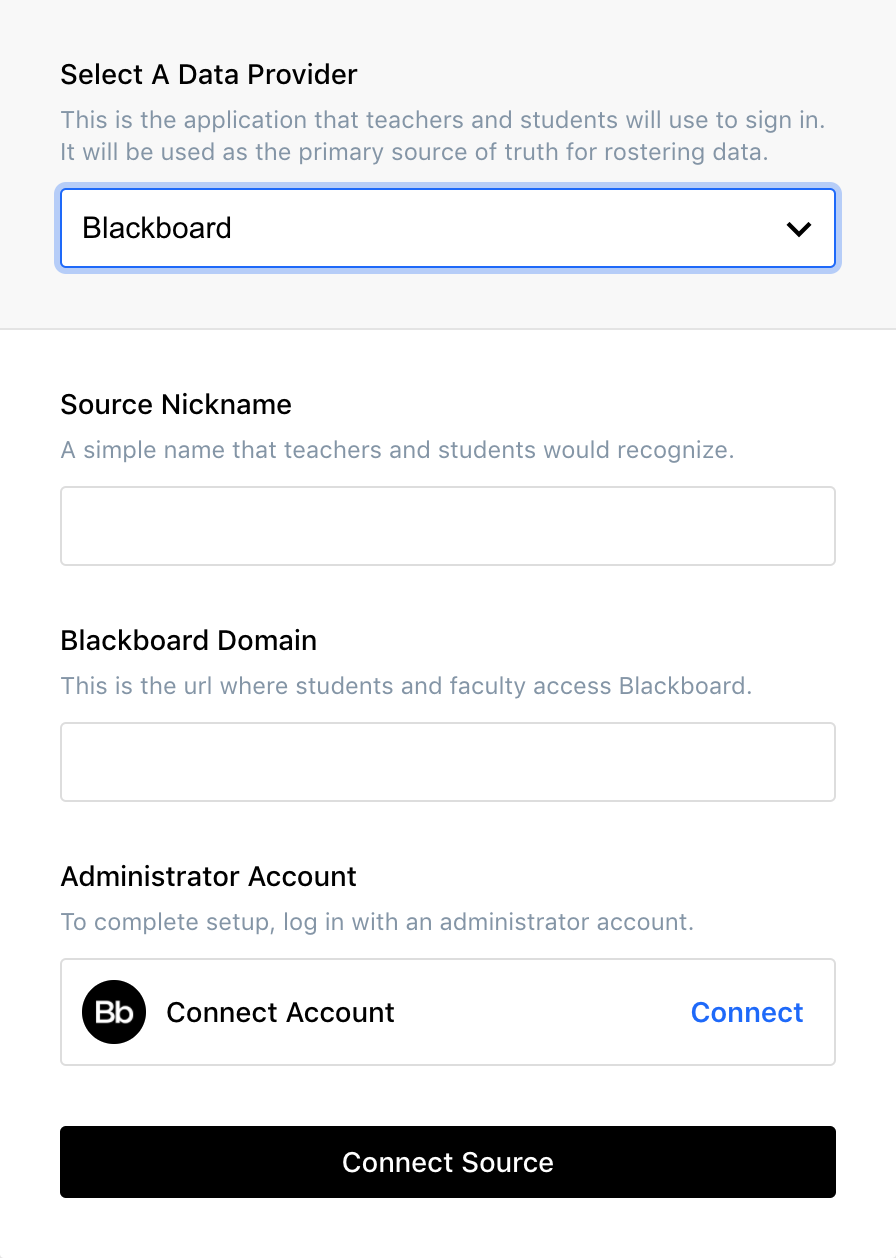 Select A Data Provider
This is the application that teachers and students will use to sign in.
It will be used as the primary source of truth for rostering data.
Blackboard
Source Nickname
A simple name that teachers and students would recognize.
Blackboard Domain
This is the url where students and faculty access Blackboard.
Administrator Account
To complete setup, log in with an administrator account.
Bb Connect Account Connect
Connect Source